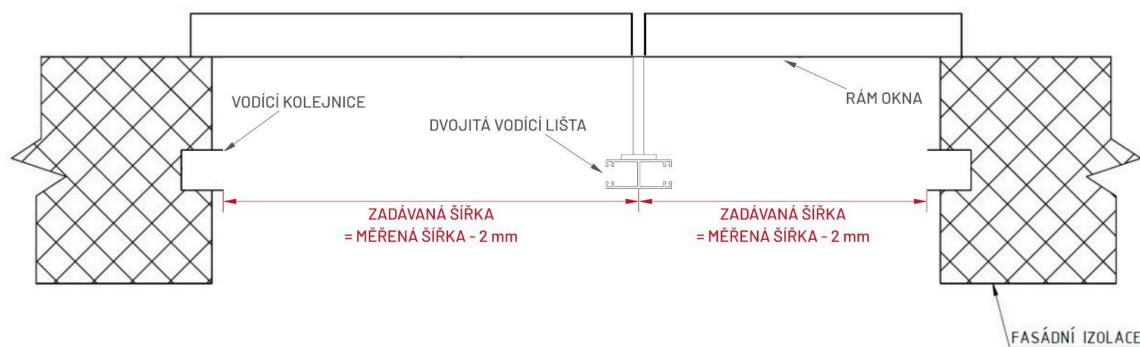 VODÍCÍ KOLEJNICE
DVOJITÁ VODÍCÍ LIŠTA
RÁM OKNA
ZADÁVANÁ ŠÍŘKA
= MĚŘENÁ ŠÍŘKA - 2 mm
ZADÁVANÁ ŠÍŘKA
= MĚŘENÁ ŠÍŘKA - 2 mm
FASÁDNÍ IZOLACE